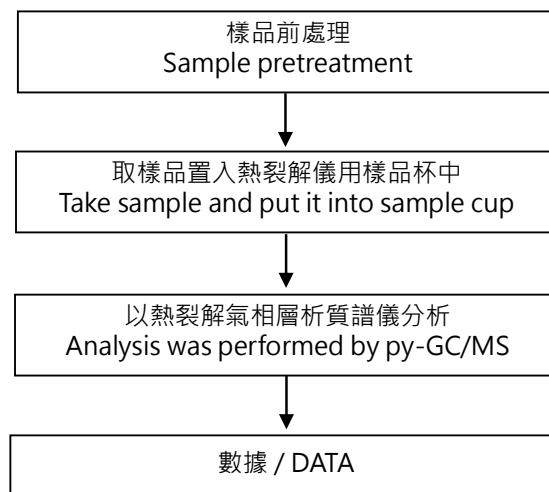 樣品前處理
Sample pretreatment
取樣品置入熱裂解儀用樣品杯中
Take sample and put it into sample cup
以熱裂解氣相層析質譜儀分析
Analysis was performed by py-GC/MS
數據 / DATA